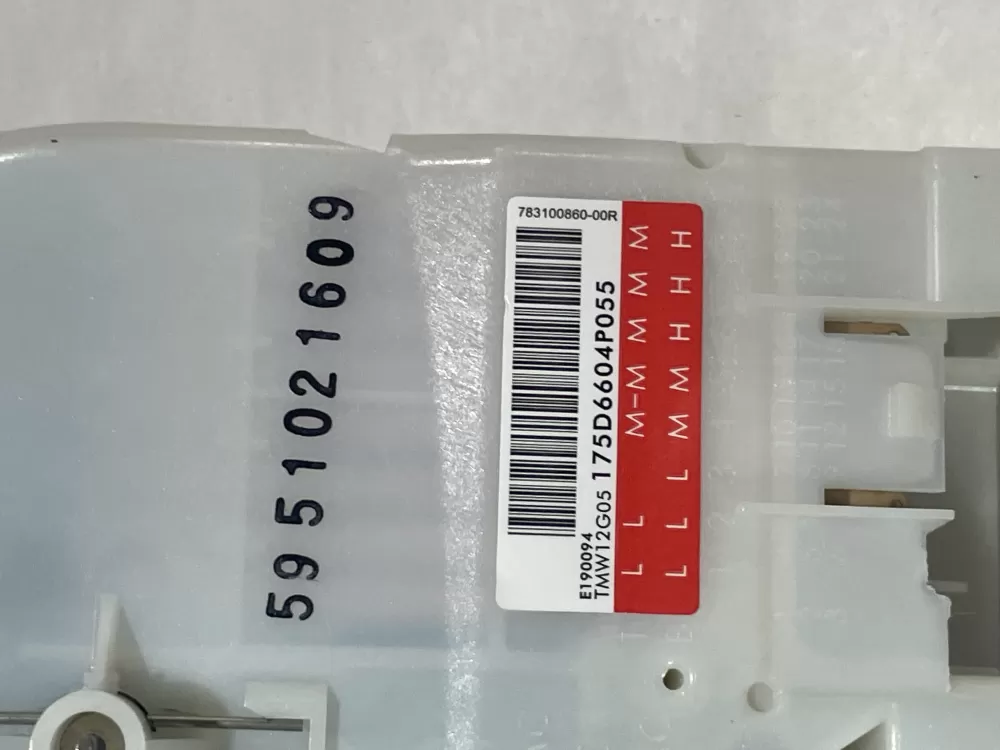 5951021609
783100860-00R
E190094
TMW12G05 175D6604P055
L L M-M M M M
L L L M M H H H